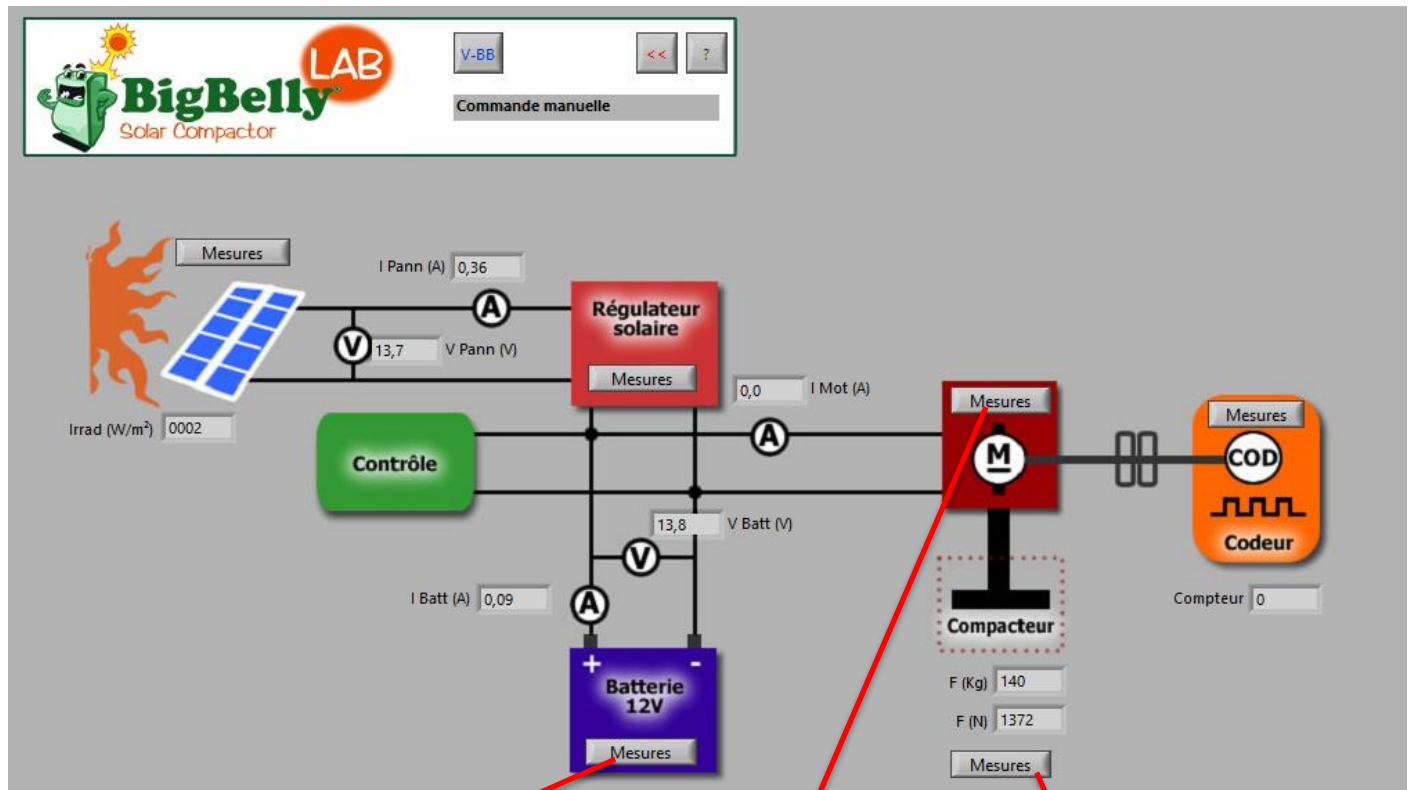 LAB
BigBelly
Solar Compactor
V-BB
<<
?
Commande manuelle
Mesures
I Pann (A) 0,36
A
Régulateur
solaire
V
13,7 V Pann (V)
Mesures
0,0 I Mot (A)
Mesures
Mesures
Irrad (W/m²) 0002
A
Contrôle
M
COD
13,8 V Batt (V)
Codeur
V
I Batt (A) 0,09
A
Compteur 0
Compacteur
+ -
Batterie
12V
F (Kg) 140
F (N) 1372
Mesures
Mesures